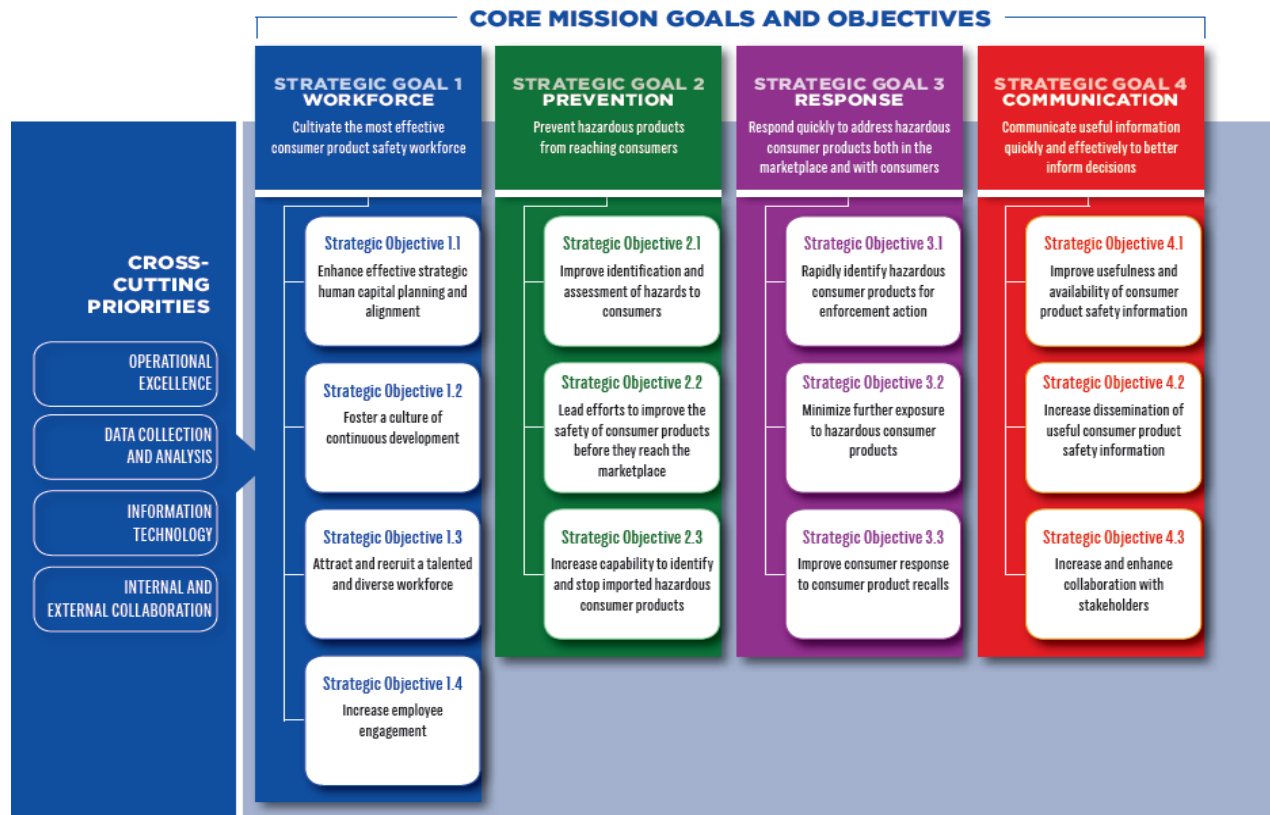 CORE MISSION GOALS AND OBJECTIVES
STRATEGIC GOAL 1
WORKFORCE
Cultivate the most effective
consumer product safety workforce
STRATEGIC GOAL 2
PREVENTION
Prevent hazardous products
from reaching consumers
STRATEGIC GOAL 3
RESPONSE
Respond quickly to address hazardous
consumer products both in the
marketplace and with consumers
STRATEGIC GOAL 4
COMMUNICATION
Communicate useful information
quickly and effectively to better
inform decisions
CROSS-
CUTTING
PRIORITIES
OPERATIONAL
EXCELLENCE
DATA COLLECTION
AND ANALYSIS
INFORMATION
TECHNOLOGY
INTERNAL AND
EXTERNAL COLLABORATION
Strategic Objective 1.1
Enhance effective strategic
human capital planning and
alignment
Strategic Objective 1.2
Foster a culture of
continuous development
Strategic Objective 1.3
Attract and recruit a talented
and diverse workforce
Strategic Objective 1.4
Increase employee
engagement
Strategic Objective 2.1
Improve identification and
assessment of hazards to
consumers
Strategic Objective 2.2
Lead efforts to improve the
safety of consumer products
before they reach the
marketplace
Strategic Objective 2.3
Increase capability to identify
and stop imported hazardous
consumer products
Strategic Objective 3.1
Rapidly identify hazardous
consumer products for
enforcement action
Strategic Objective 3.2
Minimize further exposure
to hazardous consumer
products
Strategic Objective 3.3
Improve consumer response
to consumer product recalls
Strategic Objective 4.1
Improve usefulness and
availability of consumer
product safety information
Strategic Objective 4.2
Increase dissemination of
useful consumer product
safety information
Strategic Objective 4.3
Increase and enhance
collaboration with
stakeholders